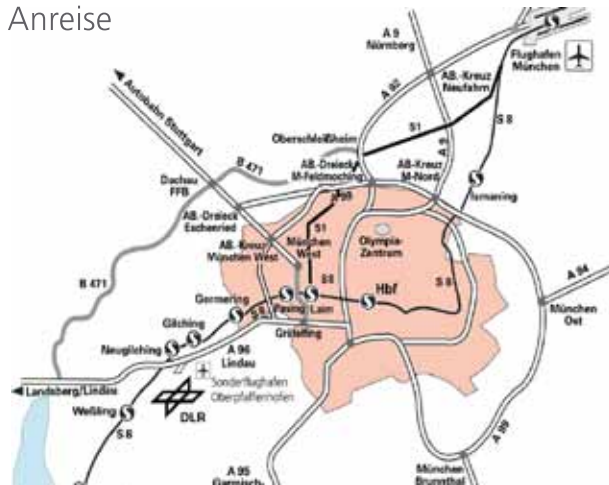 Anreise
A 9
Nürnberg
Flughafen
München
AB.-Kreuz
Neufahrn
A 92
S1
S 8
A 9
Autobahn Stuttgart
Oberschleißheim
B 471
AB.-Dreieck
M-Feldmoching
AB.-Kreuz
M-Nord
Dachau
FFB
Ismaning
A 99
AB.-Dreieck
Eschenried
S1
München
West
Olympia-
Zentrum
AB.-Kreuz
München West
A 94
B 471
S8
Hbf
S 8
Germering
Pasing
Laim
München
Ost
Gilching
S 8
Neugilching
A 96
Lindau
Landsberg/Lindau
Sonderflughafen
Oberpfaffenhofen
Weßling
DLR
S 8
A 99
A 95
Garmisch-
München
Brunnthal